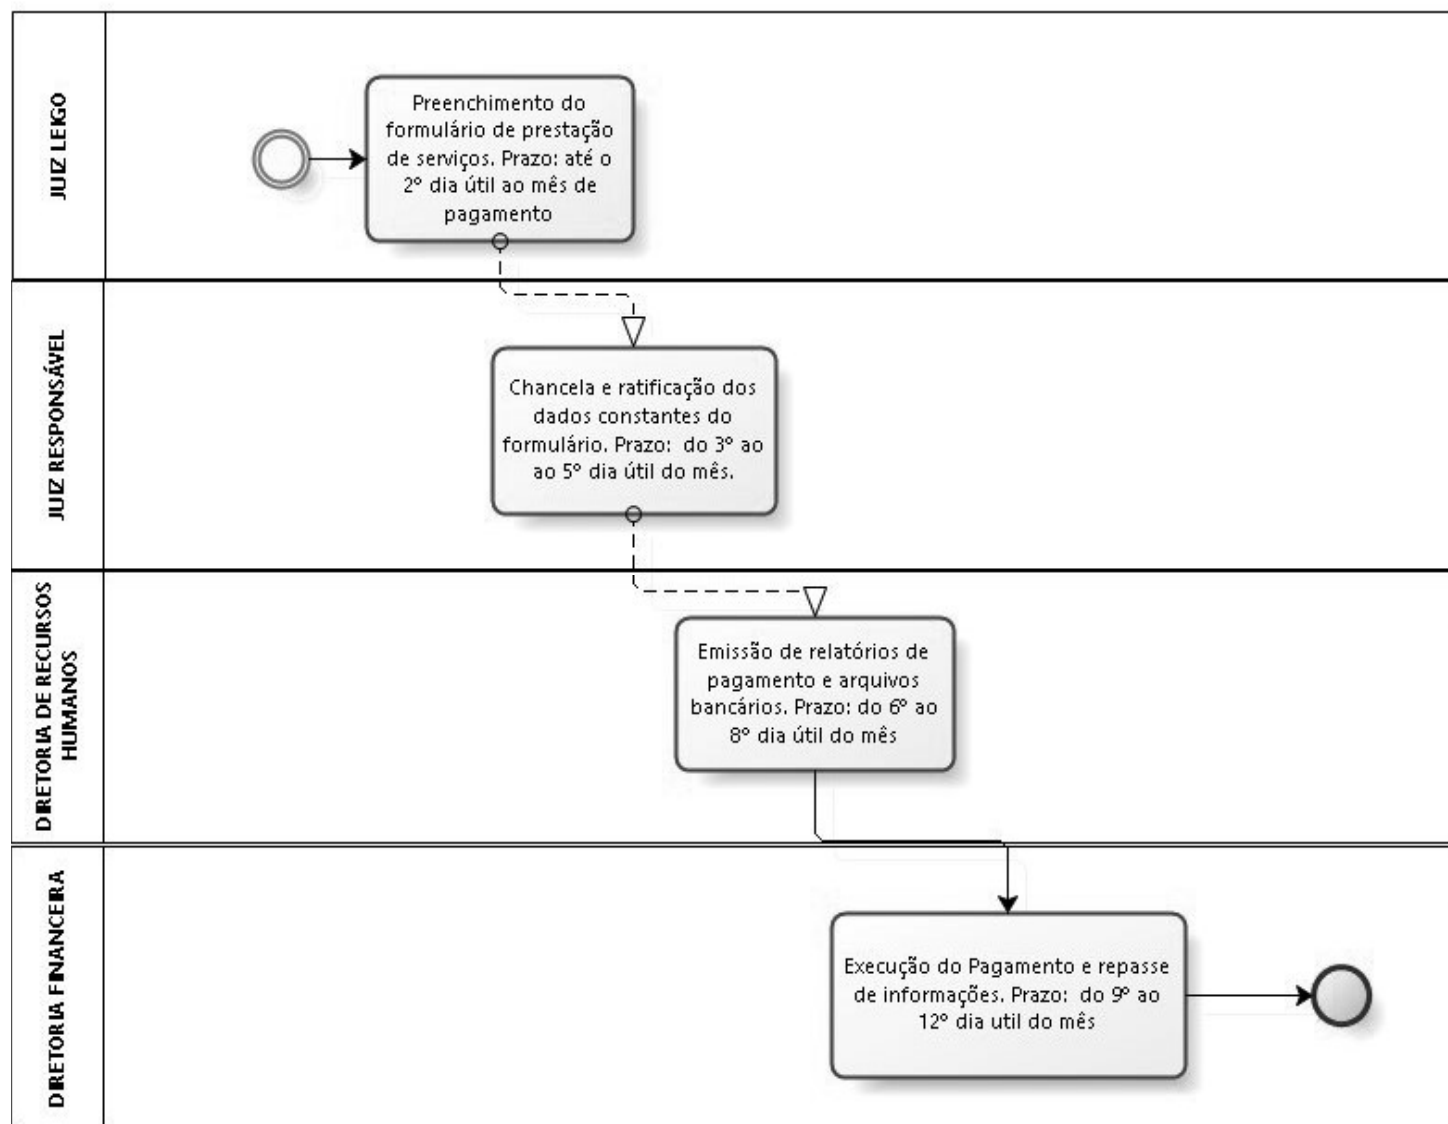 JUIZ LEIGO
Preenchimento do
formulário de prestação
de serviços. Prazo: até o
2º dia útil ao mês de
pagamento
JUIZ RESPONSÁVEL
Chancela e ratificação dos
dados constantes do
formulário. Prazo: do 3º ao
ao 5º dia útil do mês.
DIRETORIA DE RECURSOS
HUMANOS
Emissão de relatórios de
pagamento e arquivos
bancários. Prazo: do 6º ao
8º dia útil do mês
DIRETORIA FINANCEIRA
Execução do Pagamento e repasse
de informações. Prazo: do 9º ao
12º dia util do mês